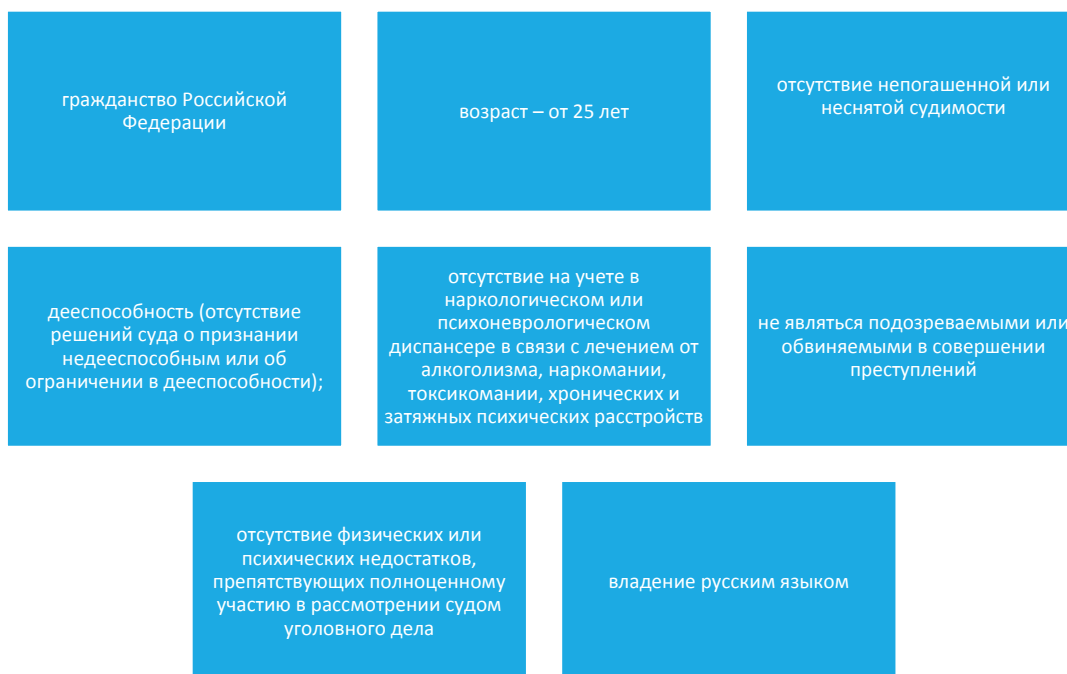 гражданство Российской
Федерации
возраст – от 25 лет
отсутствие непогашенной или
неснятой судимости
дееспособность (отсутствие
решений суда о признании
недееспособным или об
ограничении в дееспособности);
отсутствие на учете в
наркологическом или
психоневрологическом
диспансере в связи с лечением от
алкоголизма, наркомании,
токсикомании, хронических и
затяжных психических расстройств
не являться подозреваемыми или
обвиняемыми в совершении
преступлений
отсутствие физических или
психических недостатков,
препятствующих полноценному
участию в рассмотрении судом
уголовного дела
владение русским языком